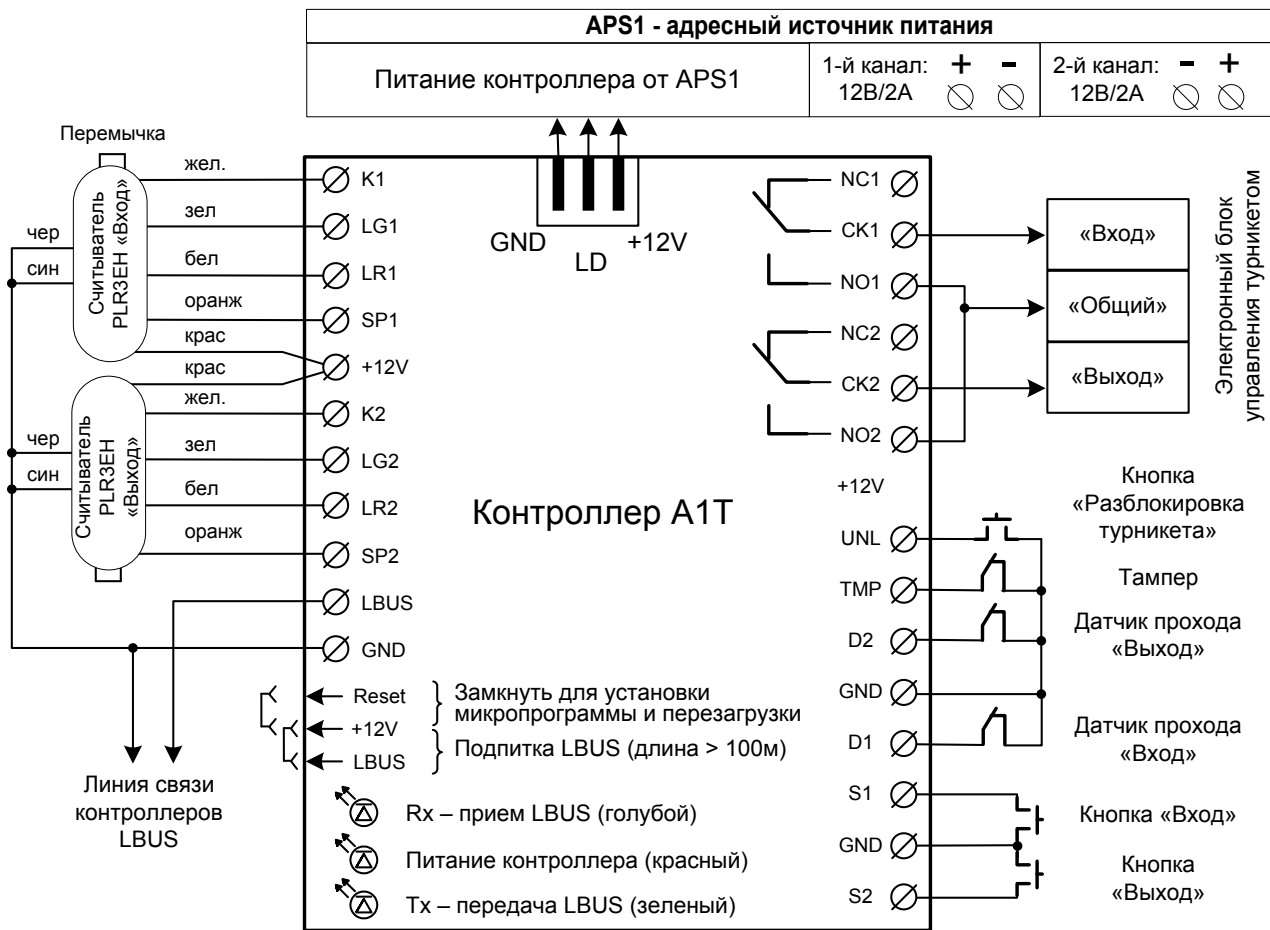 APS1 - адресный источник питания
Питание контроллера от APS1
1-й канал: + -
12В/2А
2-й канал: - +
12В/2А
Перемычка
жел.
зел
чер
син
бел
оранж
крас
Считыватель
PLR3EH «Вход»
крас
жел.
чер
зел
син
бел
оранж
Считыватель
PLR3EH
«Выход»
K1
LG1
LR1
SP1
+12V
K2
LG2
LR2
SP2
LBUS
GND
GND
LD
+12V
Контроллер А1Т
NC1
CK1
NO1
NC2
CK2
NO2
+12V
UNL
TMP
D2
GND
D1
S1
GND
S2
«Вход»
«Общий»
«Выход»
Электронный блок
управления турникетом
Кнопка
«Разблокировка
турникета»
Тампер
Датчик прохода
«Выход»
Датчик прохода
«Вход»
Кнопка «Вход»
Кнопка
«Выход»
Reset
+12V
LBUS
Замкнуть для установки
микропрограммы и перезагрузки
Подпитка LBUS (длина > 100м)
Линия связи
контроллеров
LBUS
Rx – прием LBUS (голубой)
Питание контроллера (красный)
Tx – передача LBUS (зеленый)